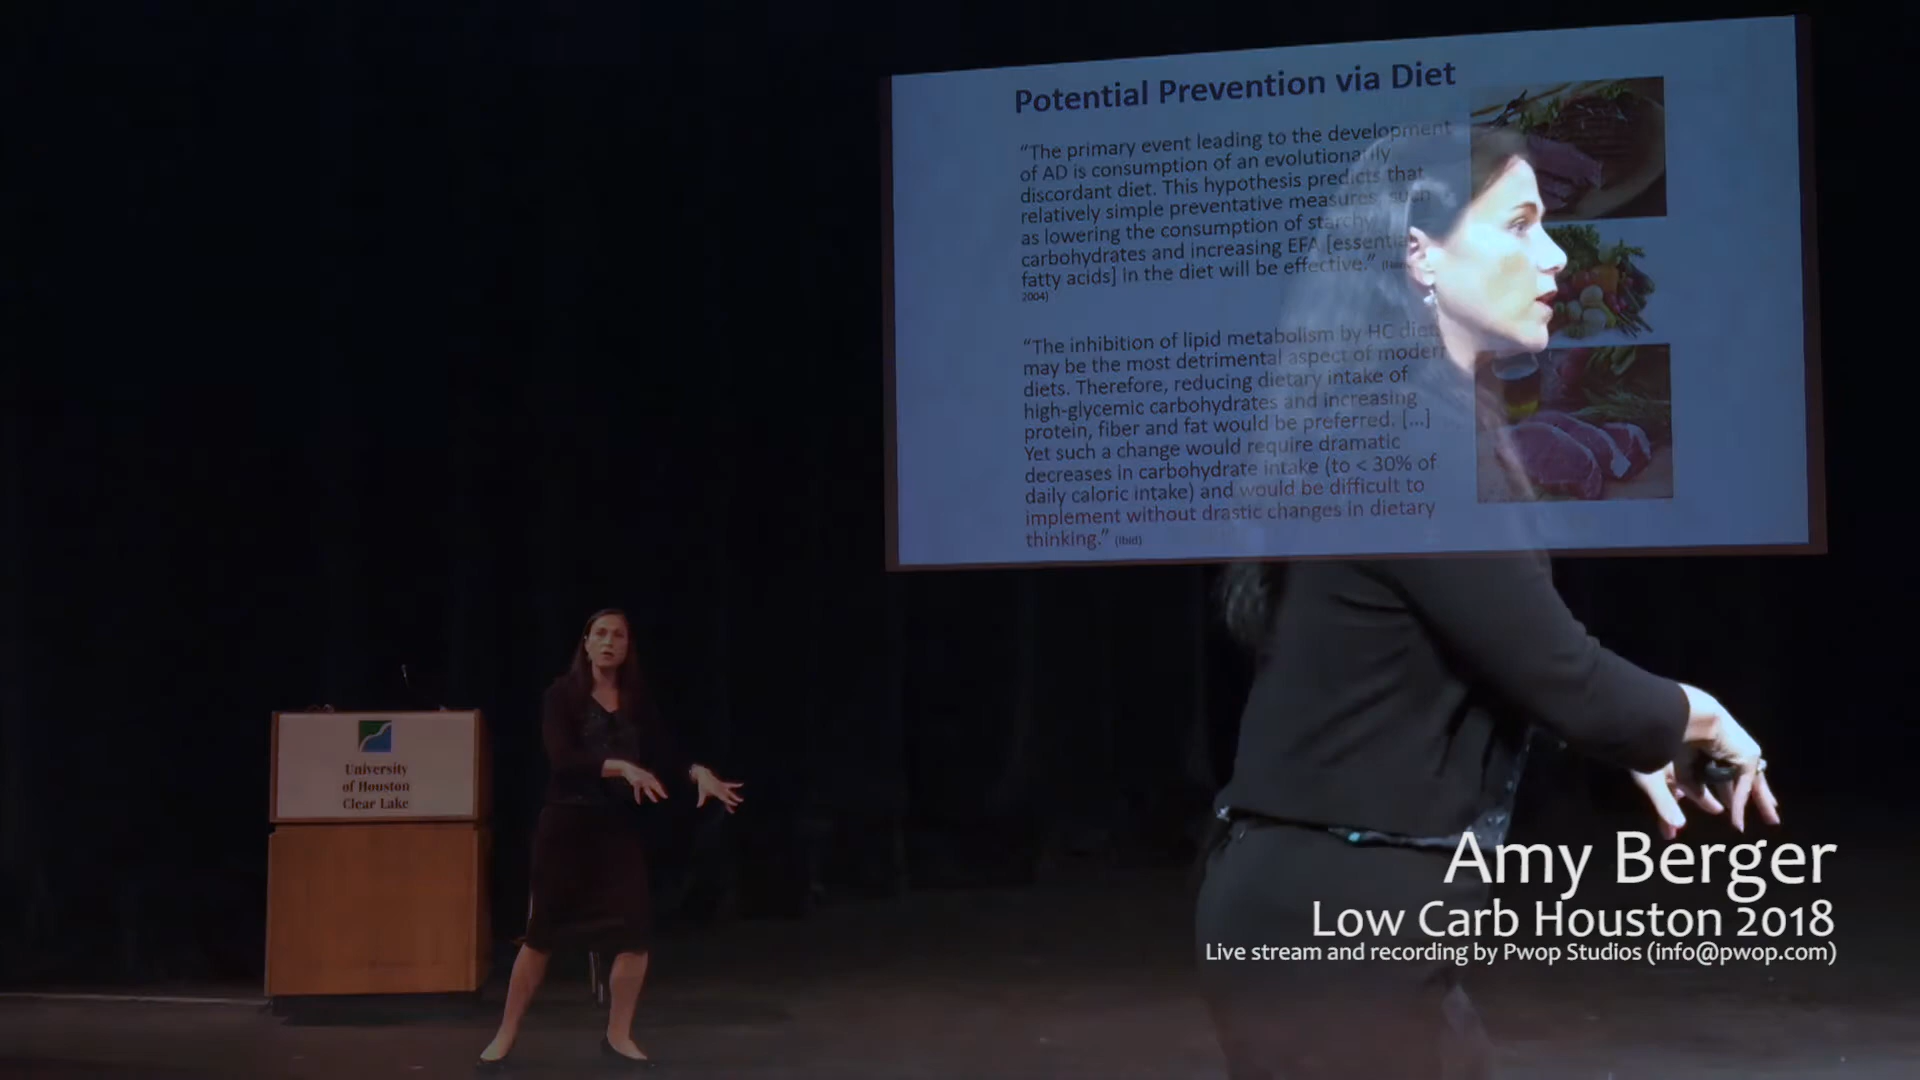 Potential Prevention via Diet
“The primary event leading to the development
of AD is consumption of an evolutionarily
discordant diet. This hypothesis predicts that
relatively simple preventative measures, such
as lowering the consumption of starchy
carbohydrates and increasing EFA [essential
fatty acids] in the diet will be effective.”
2004)
“The inhibition of lipid metabolism by HC diets
may be the most detrimental aspect of modern
diets. Therefore, reducing dietary intake of
high-glycemic carbohydrates and increasing
protein, fiber and fat would be preferred. [...]
Yet such a change would require dramatic
decreases in carbohydrate intake (to < 30% of
daily caloric intake) and would be difficult to
implement without drastic changes in dietary
thinking.” (Ibid)
University
of Houston
Clear Lake
Amy Berger
Low Carb Houston 2018
Live stream and recording by Pwop Studios (info@pwop.com)